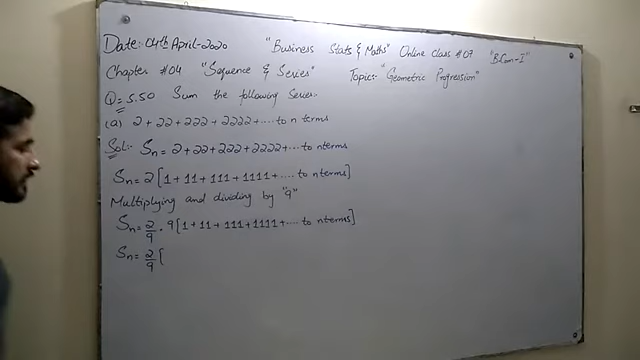 Date: 04th April-2020 "Business Stats & Maths" Online Class #09 "B.Com-I"
Chapter #04 "Sequence & Series" Topic:- "Geometric Progression"
Q=5.50 Sum the following Series:-
(a) 2+22+222+2222+....to n terms
Sol:- Sn=2+22+222+2222+...to n terms
Sn=2[1+11+111+1111+....to n terms]
Multiplying and dividing by "9"
Sn=2/9 . 9[1+11+111+1111+....to n terms]
Sn=2/9[